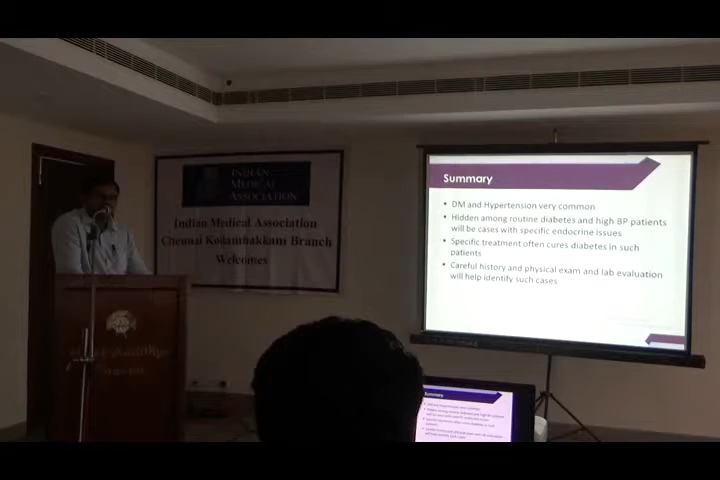 INDIAN
MEDICAL
ASSOCIATION
Indian Medical Association
Chennai Kodambakkam Branch
Welcomes
Summary
• DM and Hypertension very common
• Hidden among routine diabetes and high BP patients
will be cases with specific endocrine issues
• Specific treatment often cures diabetes in such
patients
• Careful history and physical exam and lab evaluation
will help identify such cases
Summary